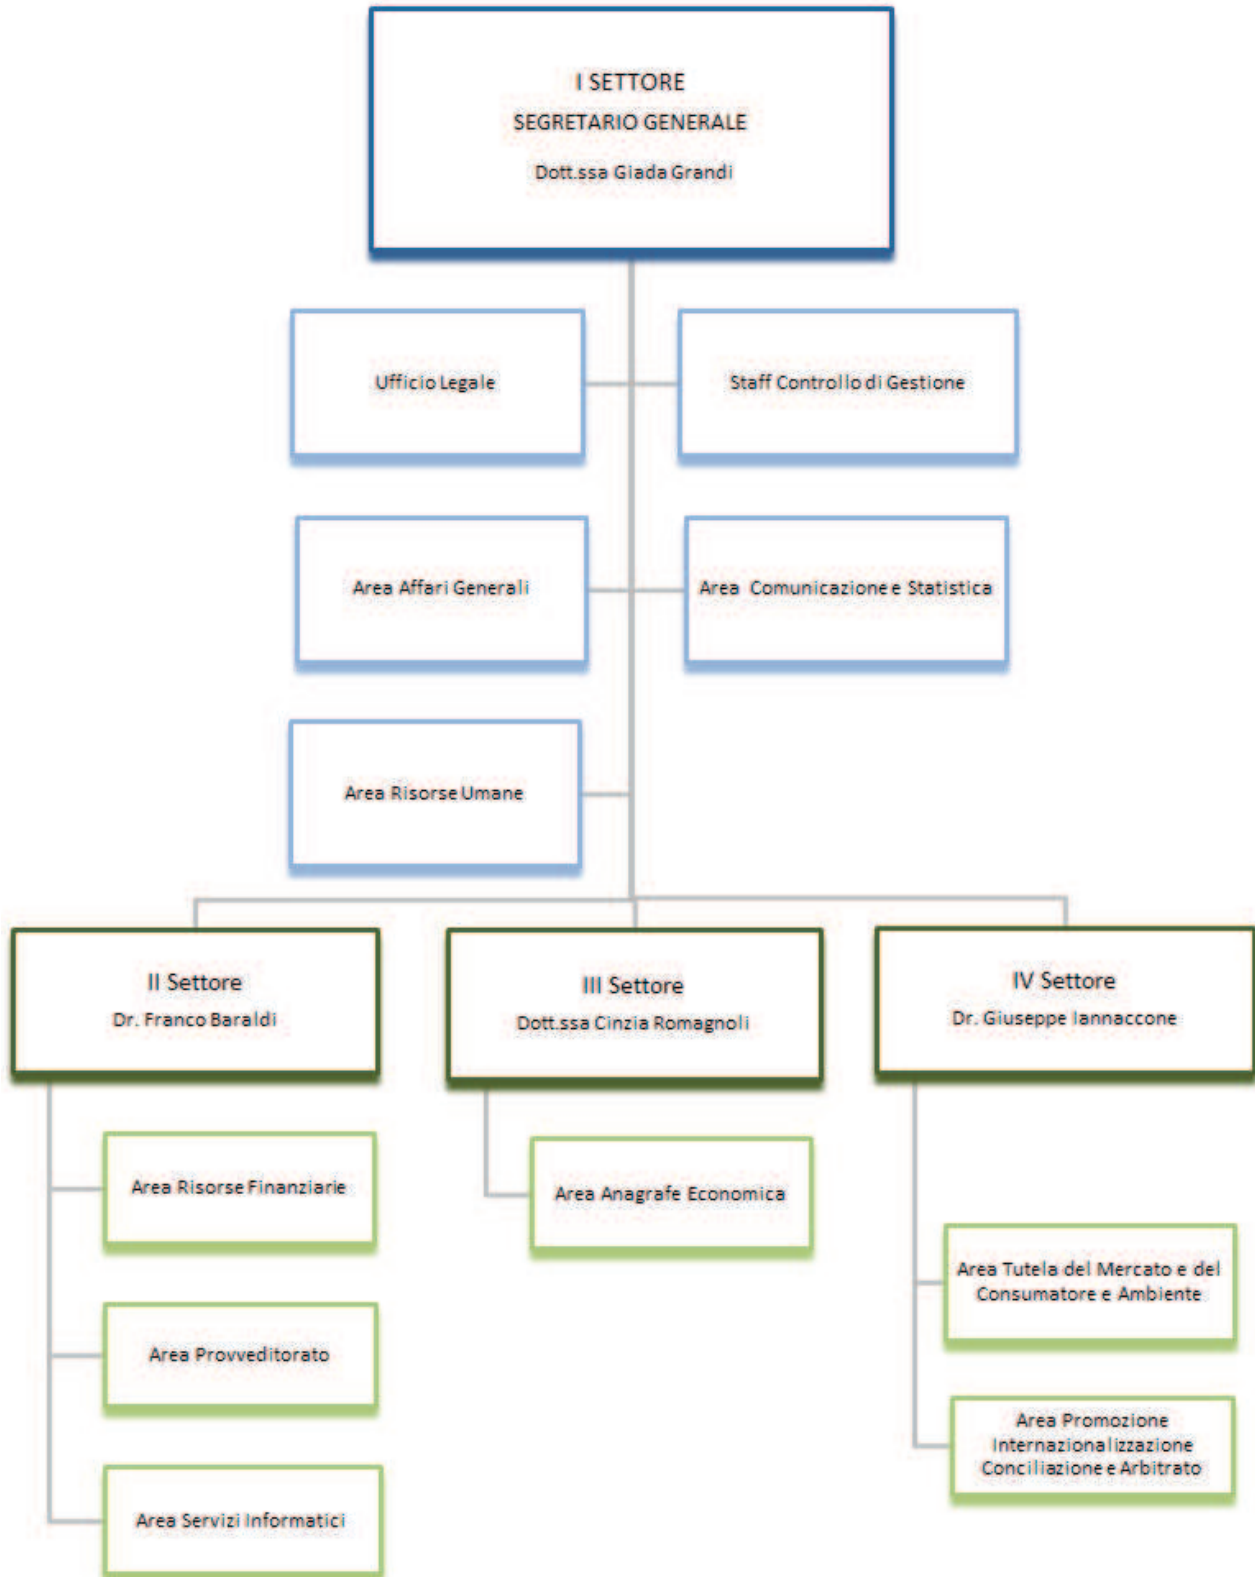 I SETTORE
SEGRETARIO GENERALE
Dott.ssa Giada Grandi
Ufficio Legale
Staff Controllo di Gestione
Area Affari Generali
Area Comunicazione e Statistica
Area Risorse Umane
II Settore
Dr. Franco Baraldi
III Settore
Dott.ssa Cinzia Romagnoli
IV Settore
Dr. Giuseppe Iannaccone
Area Risorse Finanziarie
Area Provveditorato
Area Servizi Informatici
Area Anagrafe Economica
Area Tutela del Mercato e del
Consumatore e Ambiente
Area Promozione
Internazionalizzazione
Conciliazione e Arbitrato